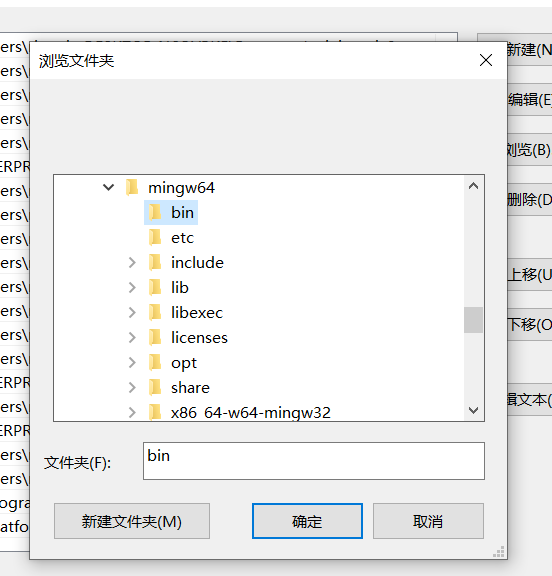 浏览文件夹
新建(N
编辑(E
浏览(B)
删除(D
上移(U
下移(O
辑文本(
mingw64
bin
etc
include
lib
libexec
licenses
opt
share
x86_64-w64-mingw32
文件夹(F):
bin
新建文件夹(M)
确定
取消
ers\
ers\
ers\
ers\
ers\
ERPR
ers\
ers\
ers\
ers\
ers\
ers\
ers\
ers\
ERPR
ers\
ERPR
ers\
ers\
ogra
atfo